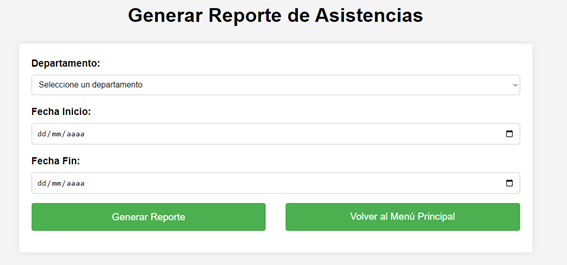 Generar Reporte de Asistencias
Departamento:
Seleccione un departamento
Fecha Inicio:
dd/mm/aaaa
Fecha Fin:
dd/mm/aaaa
Generar Reporte
Volver al Menú Principal